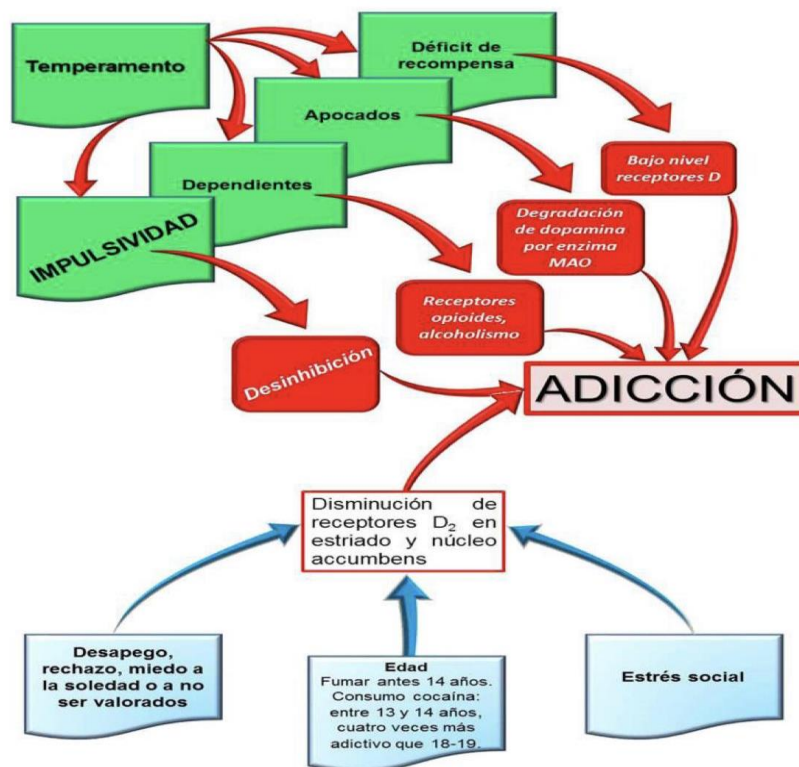 Temperamento
Déficit de
recompensa
Apocados
Dependientes
IMPULSIVIDAD
Bajo nivel
receptores D
Degradación
de dopamina
por enzima
MAO
Receptores
opioides,
alcoholismo
Desinhibición
ADICCIÓN
Disminución de
receptores D₂ en
estriado y núcleo
accumbens
Desapego,
rechazo, miedo a
la soledad o a no
ser valorados
Edad
Fumar antes 14 años.
Consumo cocaína:
entre 13 y 14 años,
cuatro veces más
adictivo que 18-19.
Estrés social